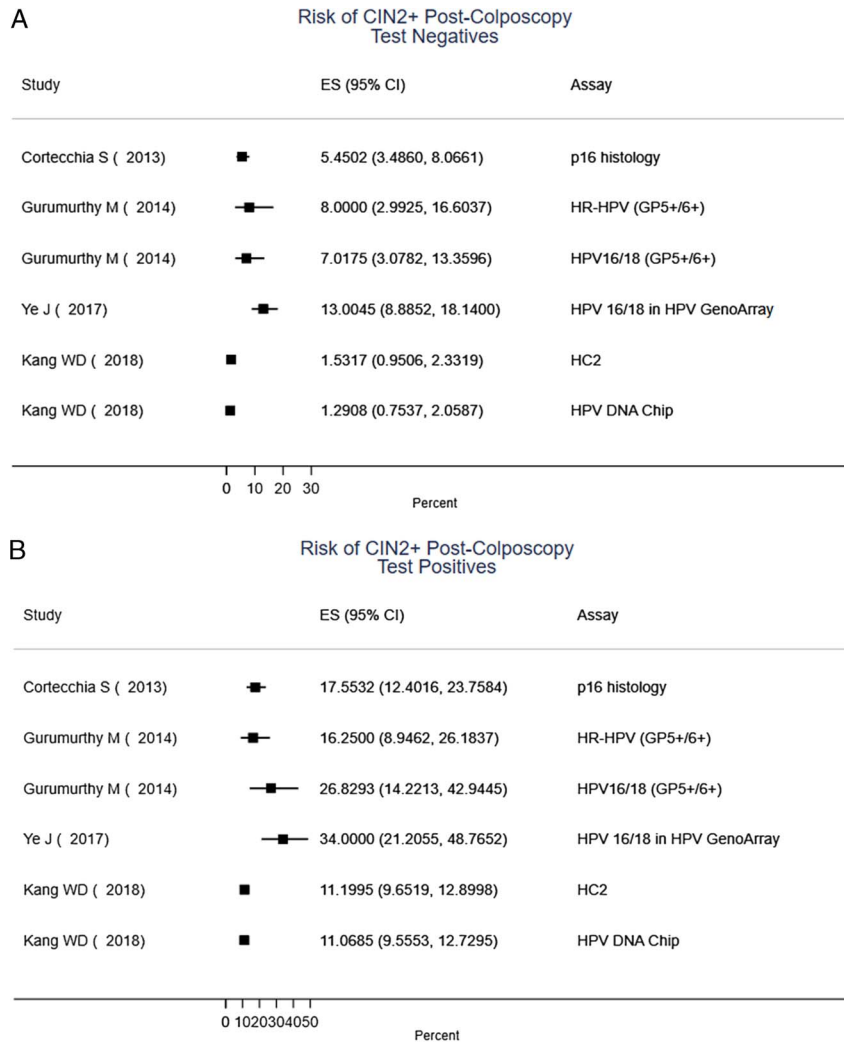 A
Risk of CIN2+ Post-Colposcopy
Test Negatives
Study ES (95% CI) Assay
Cortecchia S ( 2013) 5.4502 (3.4860, 8.0661) p16 histology
Gurumurthy M ( 2014) 8.0000 (2.9925, 16.6037) HR-HPV (GP5+/6+)
Gurumurthy M ( 2014) 7.0175 (3.0782, 13.3596) HPV16/18 (GP5+/6+)
Ye J ( 2017) 13.0045 (8.8852, 18.1400) HPV 16/18 in HPV GenoArray
Kang WD ( 2018) 1.5317 (0.9506, 2.3319) HC2
Kang WD ( 2018) 1.2908 (0.7537, 2.0587) HPV DNA Chip
0 10 20 30
Percent
B
Risk of CIN2+ Post-Colposcopy
Test Positives
Study ES (95% CI) Assay
Cortecchia S ( 2013) 17.5532 (12.4016, 23.7584) p16 histology
Gurumurthy M ( 2014) 16.2500 (8.9462, 26.1837) HR-HPV (GP5+/6+)
Gurumurthy M ( 2014) 26.8293 (14.2213, 42.9445) HPV16/18 (GP5+/6+)
Ye J ( 2017) 34.0000 (21.2055, 48.7652) HPV 16/18 in HPV GenoArray
Kang WD ( 2018) 11.1995 (9.6519, 12.8998) HC2
Kang WD ( 2018) 11.0685 (9.5553, 12.7295) HPV DNA Chip
0 10 20 30 40 50
Percent